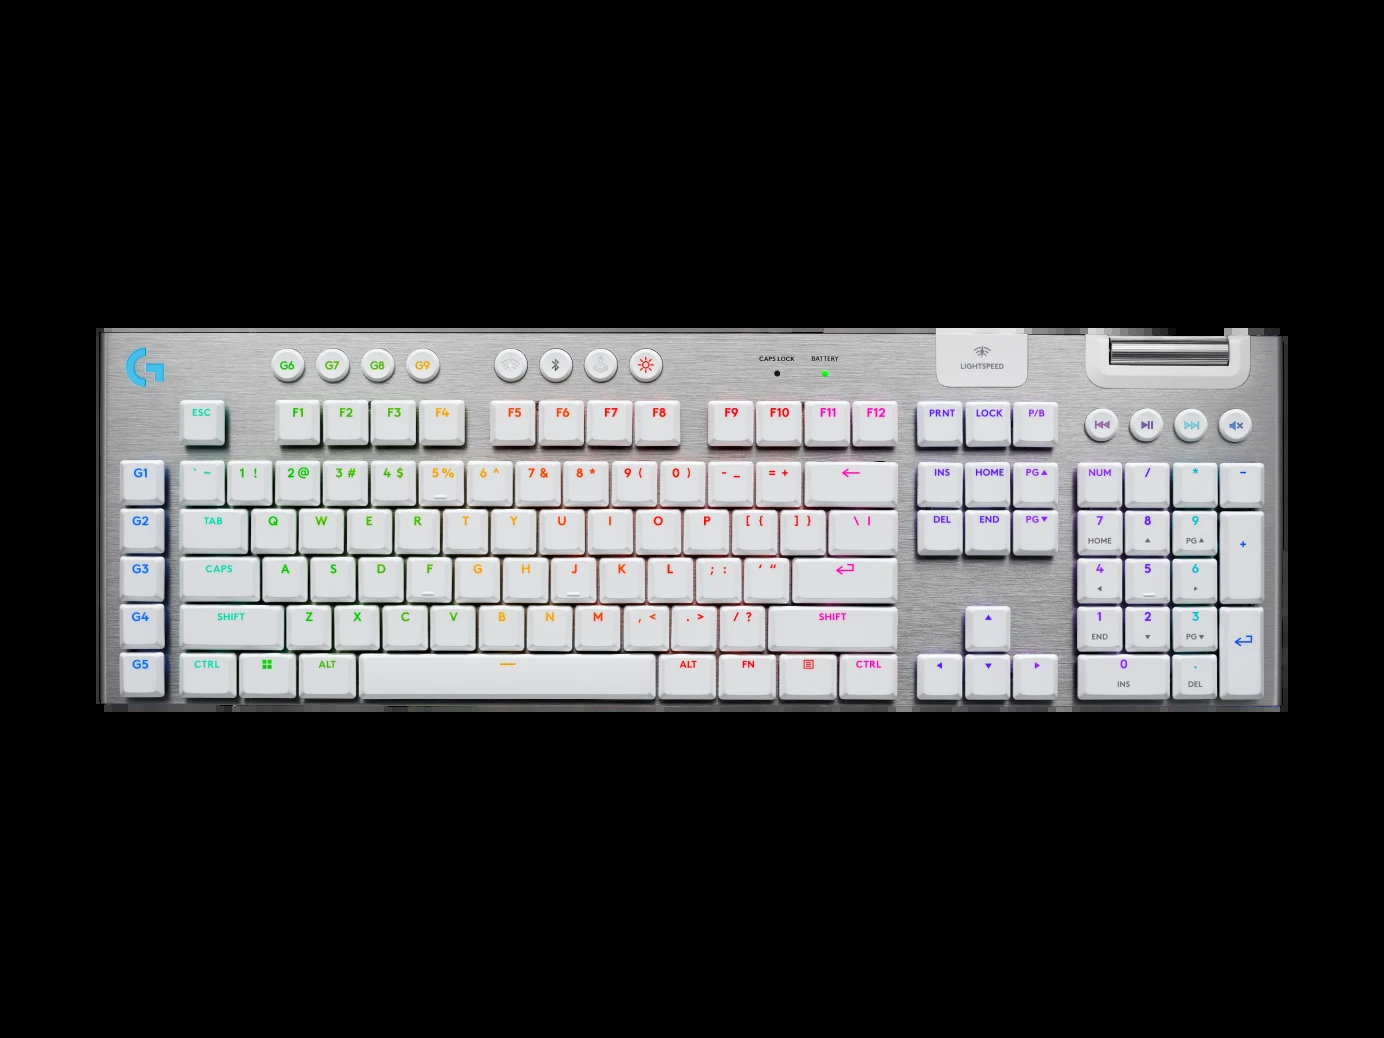 G6 G7 G8 G9 CAPS LOCK BATTERY LIGHTSPEED
ESC F1 F2 F3 F4 F5 F6 F7 F8 F9 F10 F11 F12 PRNT LOCK P/B
G1 ` ~ 1 ! 2 @ 3 # 4 $ 5 % 6 ^ 7 & 8 * 9 ( 0 ) - _ = + ← INS HOME PG▲ NUM / * -
G2 TAB Q W E R T Y U I O P [ { ] } \ | DEL END PG▼ 7 HOME 8 ▲ 9 PG▲ +
G3 CAPS A S D F G H J K L ; : ‘ “ ↵ 4 ◄ 5 6 ►
G4 SHIFT Z X C V B N M , < . > / ? SHIFT ▲ 1 END 2 ▼ 3 PG▼ ↵
G5 CTRL ALT — ALT FN CTRL ◄ ▼ ► 0 INS . DEL